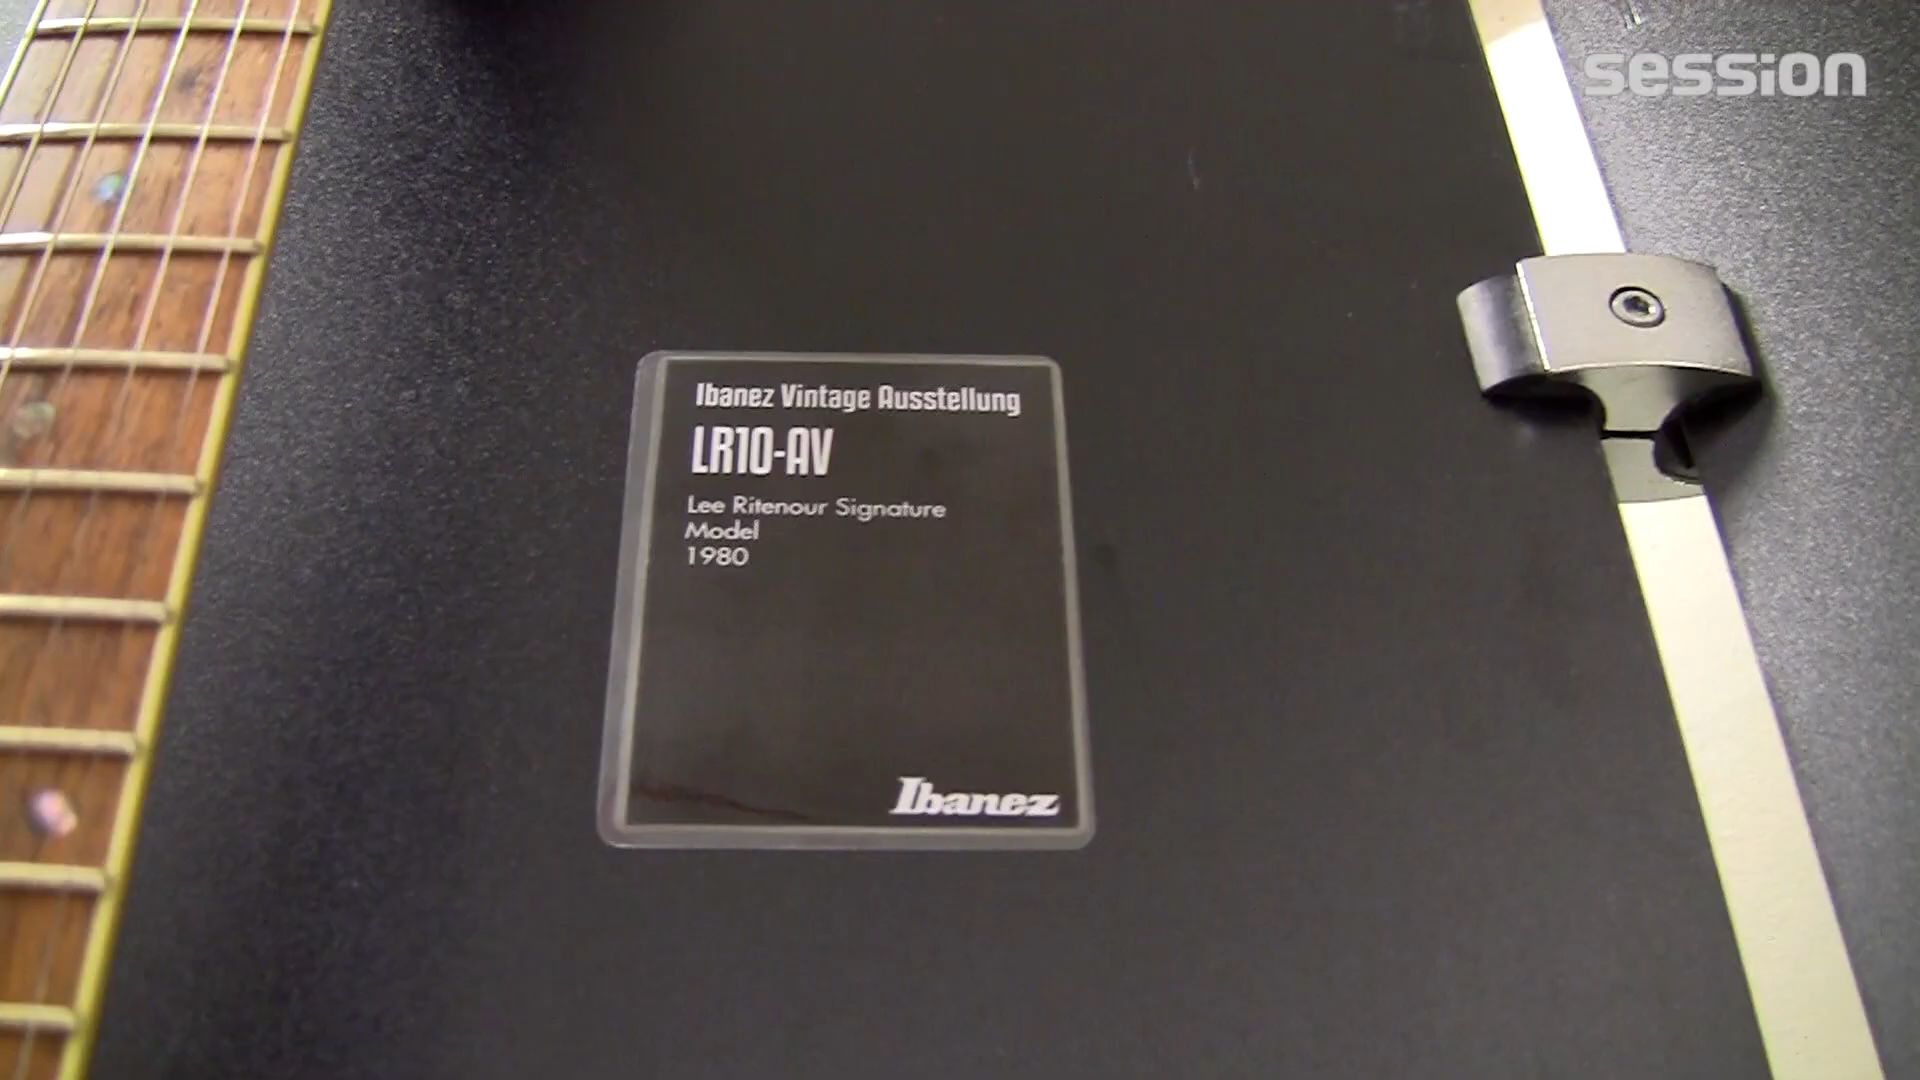 session
Ibanez Vintage Ausstellung
LR10-AV
Lee Ritenour Signature
Model
1980
Ibanez